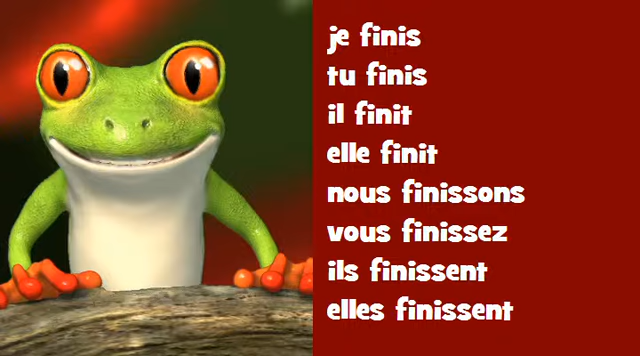 je finis
tu finis
il finit
elle finit
nous finissons
vous finissez
ils finissent
elles finissent